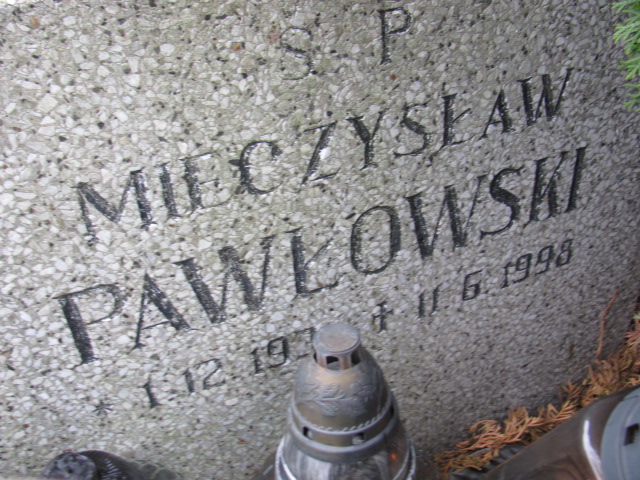 Ś P
MIECZYSŁAW
PAWŁOWSKI
* 1 12 † 11 6 1998